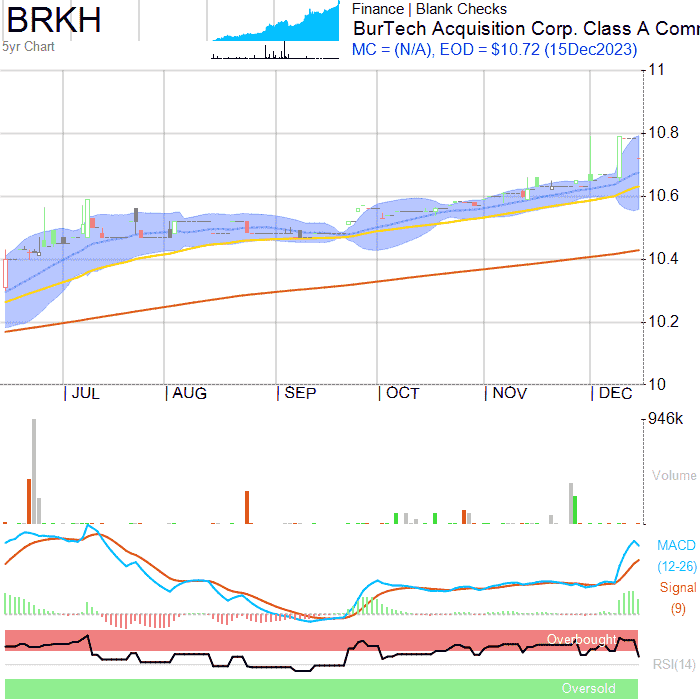 BRKH
5yr Chart
Finance | Blank Checks
BurTech Acquisition Corp. Class A Comm
MC = (N/A), EOD = $10.72 (15Dec2023)
11
10.8
10.6
10.4
10.2
10
JUL
AUG
SEP
OCT
NOV
DEC
946k
Volume
MACD
(12-26)
Signal
(9)
Overbought
RSI(14)
Oversold